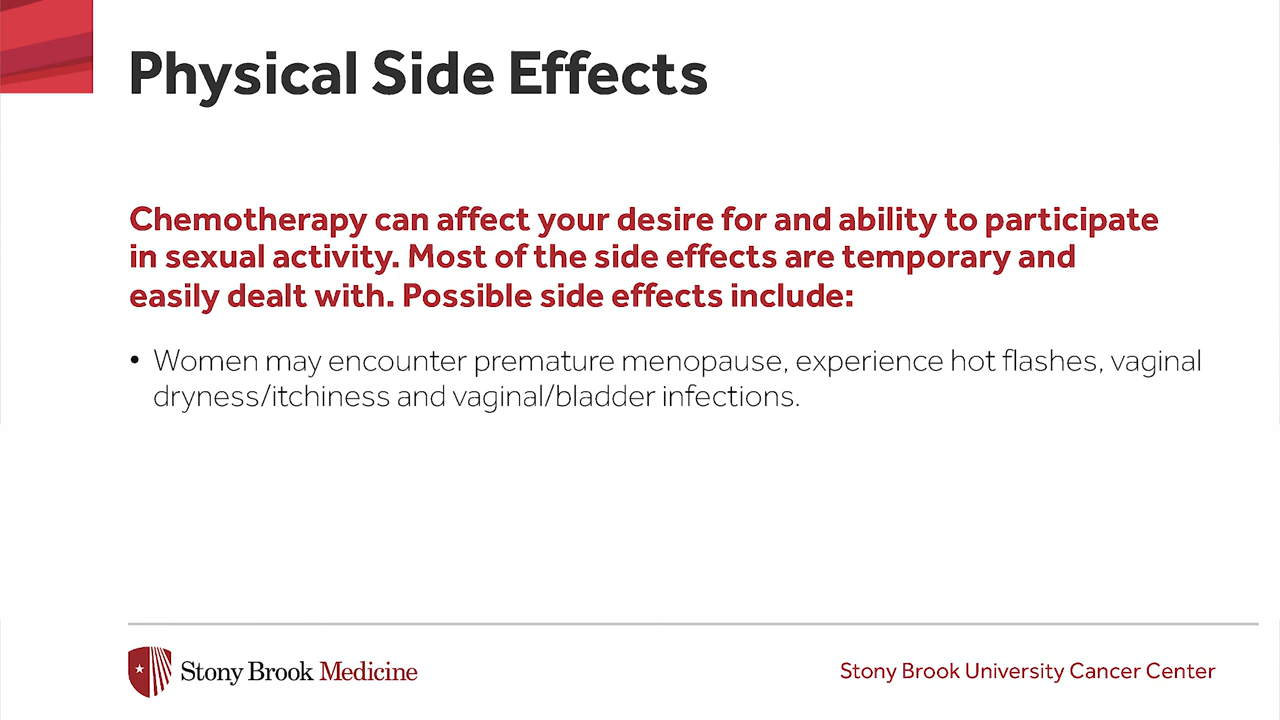 Physical Side Effects
Chemotherapy can affect your desire for and ability to participate
in sexual activity. Most of the side effects are temporary and
easily dealt with. Possible side effects include:
• Women may encounter premature menopause, experience hot flashes, vaginal
dryness/itchiness and vaginal/bladder infections.
Stony Brook Medicine
Stony Brook University Cancer Center